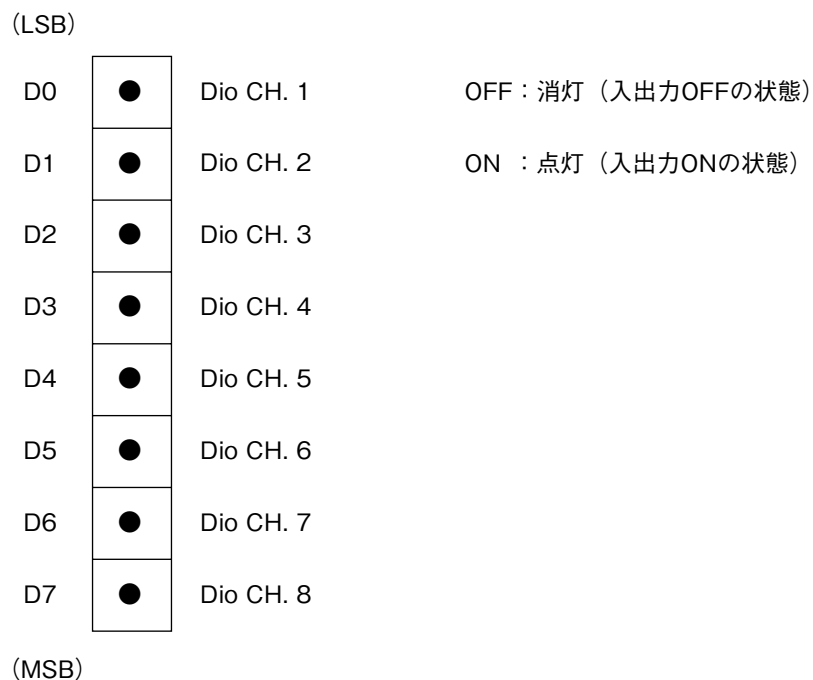 (LSB)
D0 ● Dio CH. 1 OFF：消灯（入出力OFFの状態）
D1 ● Dio CH. 2 ON ：点灯（入出力ONの状態）
D2 ● Dio CH. 3
D3 ● Dio CH. 4
D4 ● Dio CH. 5
D5 ● Dio CH. 6
D6 ● Dio CH. 7
D7 ● Dio CH. 8
(MSB)